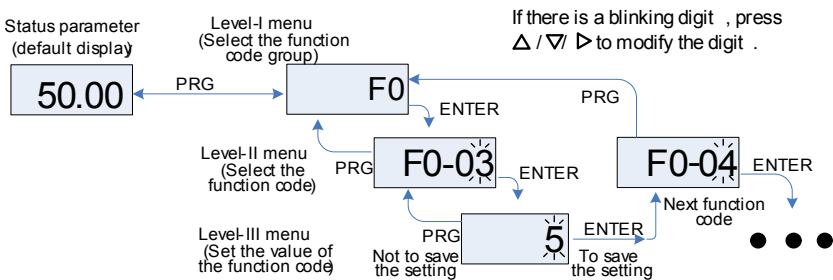 Status parameter
(default display)
50.00
PRG
Level-I menu
(Select the function
code group)
F0
ENTER
If there is a blinking digit , press
△ / ▽/ ▷ to modify the digit .
PRG
Level-II menu
(Select the
function code)
PRG
F0-03
ENTER
F0-04
ENTER
Next function
code
Level-III menu
(Set the value of
the function code)
PRG
Not to save
the setting
5
ENTER
To save
the setting
● ● ●